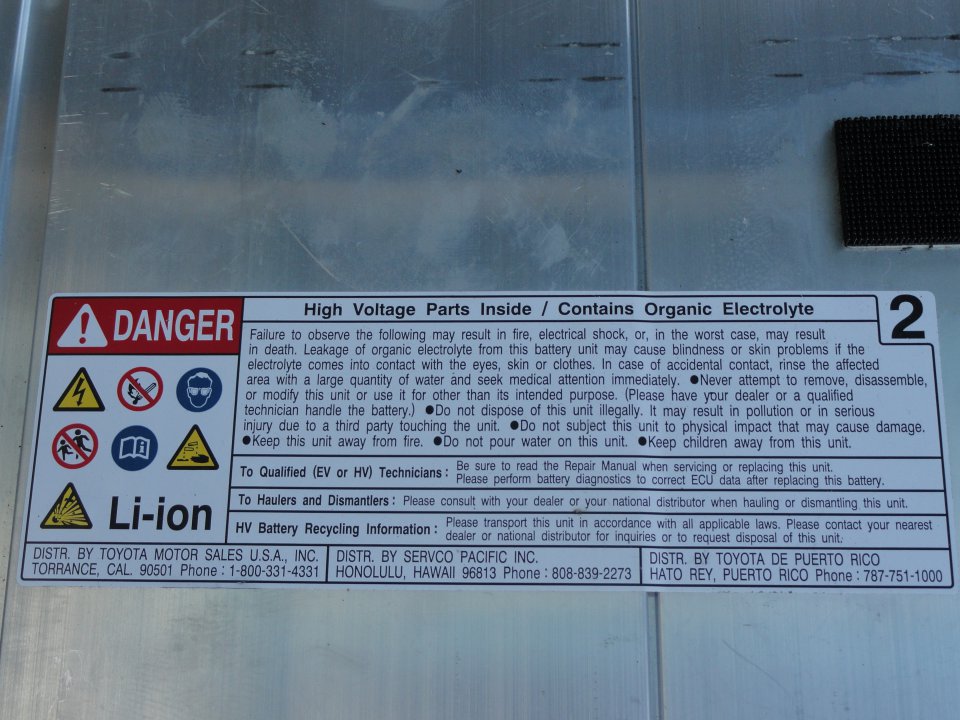 DANGER
High Voltage Parts Inside / Contains Organic Electrolyte
2
Failure to observe the following may result in fire, electrical shock, or, in the worst case, may result
in death. Leakage of organic electrolyte from this battery unit may cause blindness or skin problems if the
electrolyte comes into contact with the eyes, skin or clothes. In case of accidental contact, rinse the affected
area with a large quantity of water and seek medical attention immediately. ●Never attempt to remove, disassemble,
or modify this unit or use it for other than its intended purpose. (Please have your dealer or a qualified
technician handle the battery.) ●Do not dispose of this unit illegally. It may result in pollution or in serious
injury due to a third party touching the unit. ●Do not subject this unit to physical impact that may cause damage.
●Keep this unit away from fire. ●Do not pour water on this unit. ●Keep children away from this unit.
Li-ion
To Qualified (EV or HV) Technicians : Be sure to read the Repair Manual when servicing or replacing this unit.
Please perform battery diagnostics to correct ECU data after replacing this battery.
To Haulers and Dismantlers : Please consult with your dealer or your national distributor when hauling or dismantling this unit.
HV Battery Recycling Information : Please transport this unit in accordance with all applicable laws. Please contact your nearest
dealer or national distributor for inquiries or to request disposal of this unit.
DISTR. BY TOYOTA MOTOR SALES U.S.A., INC.
TORRANCE, CAL. 90501 Phone : 1-800-331-4331
DISTR. BY SERVCO PACIFIC INC.
HONOLULU, HAWAII 96813 Phone : 808-839-2273
DISTR. BY TOYOTA DE PUERTO RICO
HATO REY, PUERTO RICO Phone : 787-751-1000